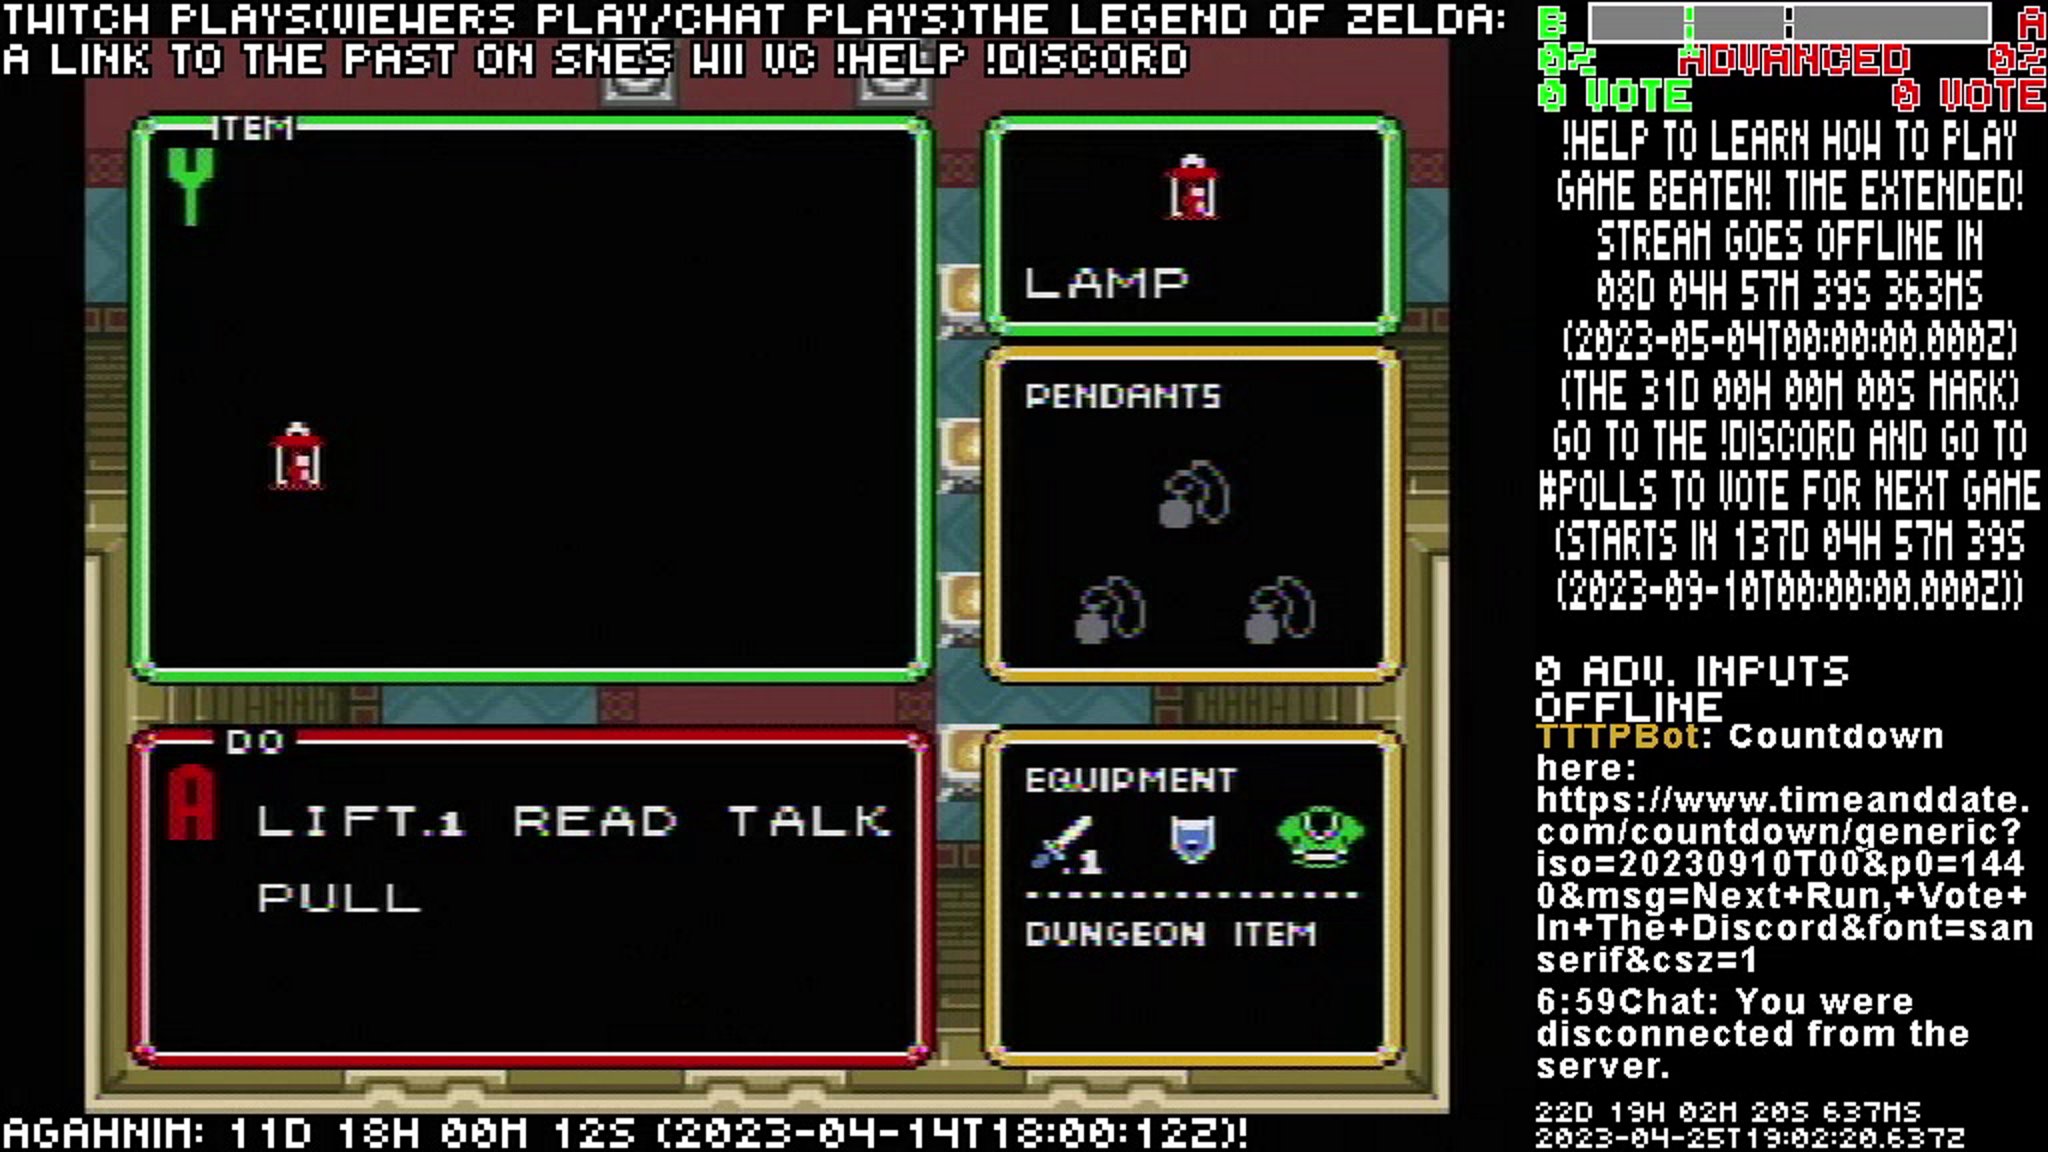 TWITCH PLAYS(VIEWERS PLAY/CHAT PLAYS)THE LEGEND OF ZELDA:
A LINK TO THE PAST ON SNES WII VC !HELP !DISCORD
ITEM
Y
LAMP
PENDANTS
DO
A
LIFT.1 READ TALK
PULL
EQUIPMENT
.1
DUNGEON ITEM
AGAHNIM: 11D 18H 00M 12S (2023-04-14T18:00:12Z)!
B A
0% ADVANCED 0%
0 VOTE 0 VOTE
!HELP TO LEARN HOW TO PLAY
GAME BEATEN! TIME EXTENDED!
STREAM GOES OFFLINE IN
08D 04H 57M 39S 363MS
(2023-05-04T00:00:00.000Z)
(THE 31D 00H 00M 00S MARK)
GO TO THE !DISCORD AND GO TO
#POLLS TO VOTE FOR NEXT GAME
(STARTS IN 137D 04H 57M 39S
(2023-09-10T00:00:00.000Z))
0 ADV. INPUTS
OFFLINE
TTTPBot: Countdown
here:
https://www.timeanddate.
com/countdown/generic?
iso=20230910T00&p0=144
0&msg=Next+Run,+Vote+
In+The+Discord&font=san
serif&csz=1
6:59Chat: You were
disconnected from the
server.
22D 19H 02M 20S 637MS
2023-04-25T19:02:20.637Z